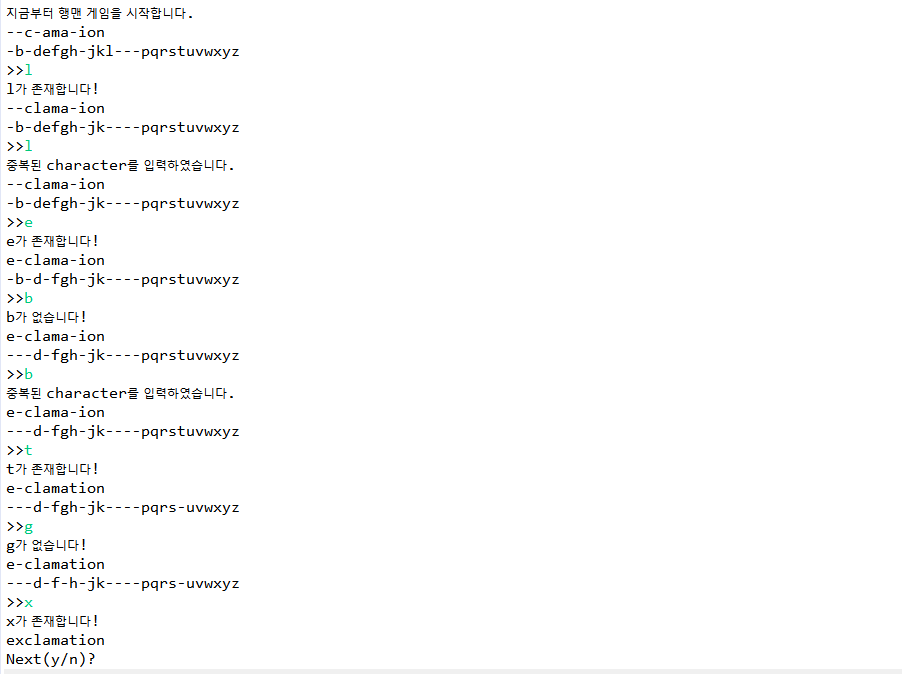 지금부터 행맨 게임을 시작합니다.
--c-ama-ion
-b-defgh-jkl---pqrstuvwxyz
>>l
l가 존재합니다!
--clama-ion
-b-defgh-jk----pqrstuvwxyz
>>l
중복된 character를 입력하였습니다.
--clama-ion
-b-defgh-jk----pqrstuvwxyz
>>e
e가 존재합니다!
e-clama-ion
-b-d-fgh-jk----pqrstuvwxyz
>>b
b가 없습니다!
e-clama-ion
---d-fgh-jk----pqrstuvwxyz
>>b
중복된 character를 입력하였습니다.
e-clama-ion
---d-fgh-jk----pqrstuvwxyz
>>t
t가 존재합니다!
e-clamation
---d-fgh-jk----pqrs-uvwxyz
>>g
g가 없습니다!
e-clamation
---d-f-h-jk----pqrs-uvwxyz
>>x
x가 존재합니다!
exclamation
Next(y/n)?